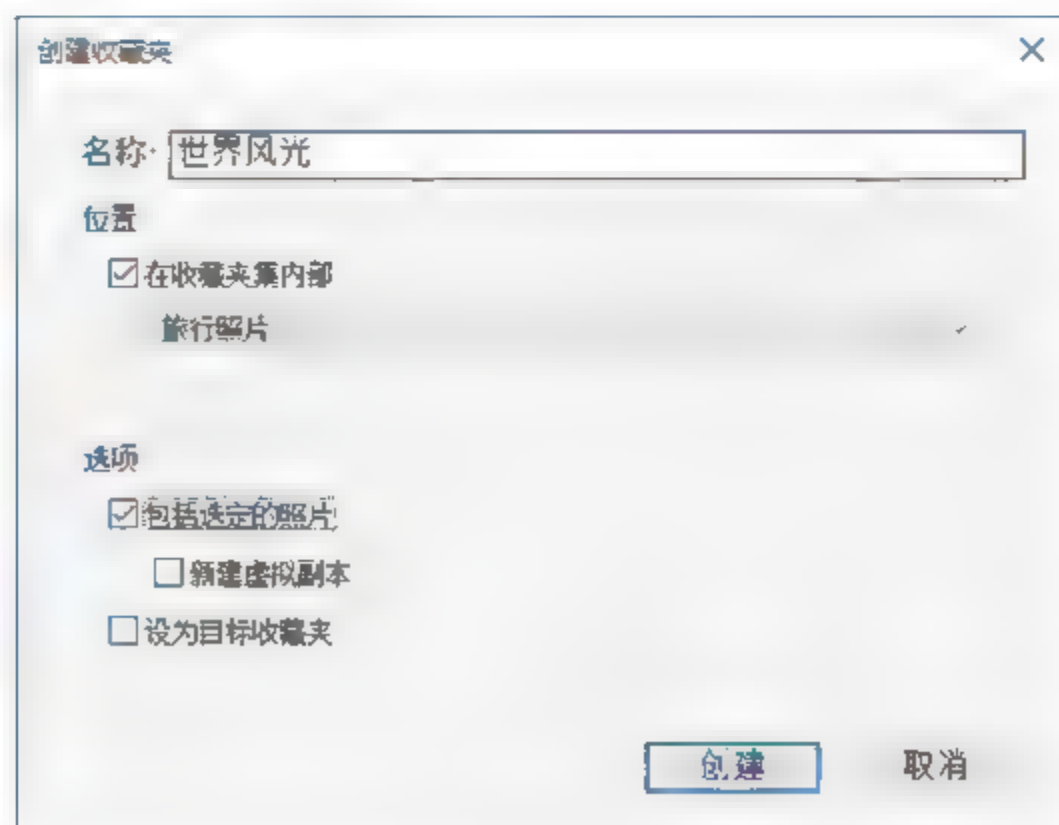 创建收藏夹
名称: 世界风光
位置
在收藏夹集内部
旅行照片
选项
包括选定的照片
新建虚拟副本
设为目标收藏夹
创建 取消